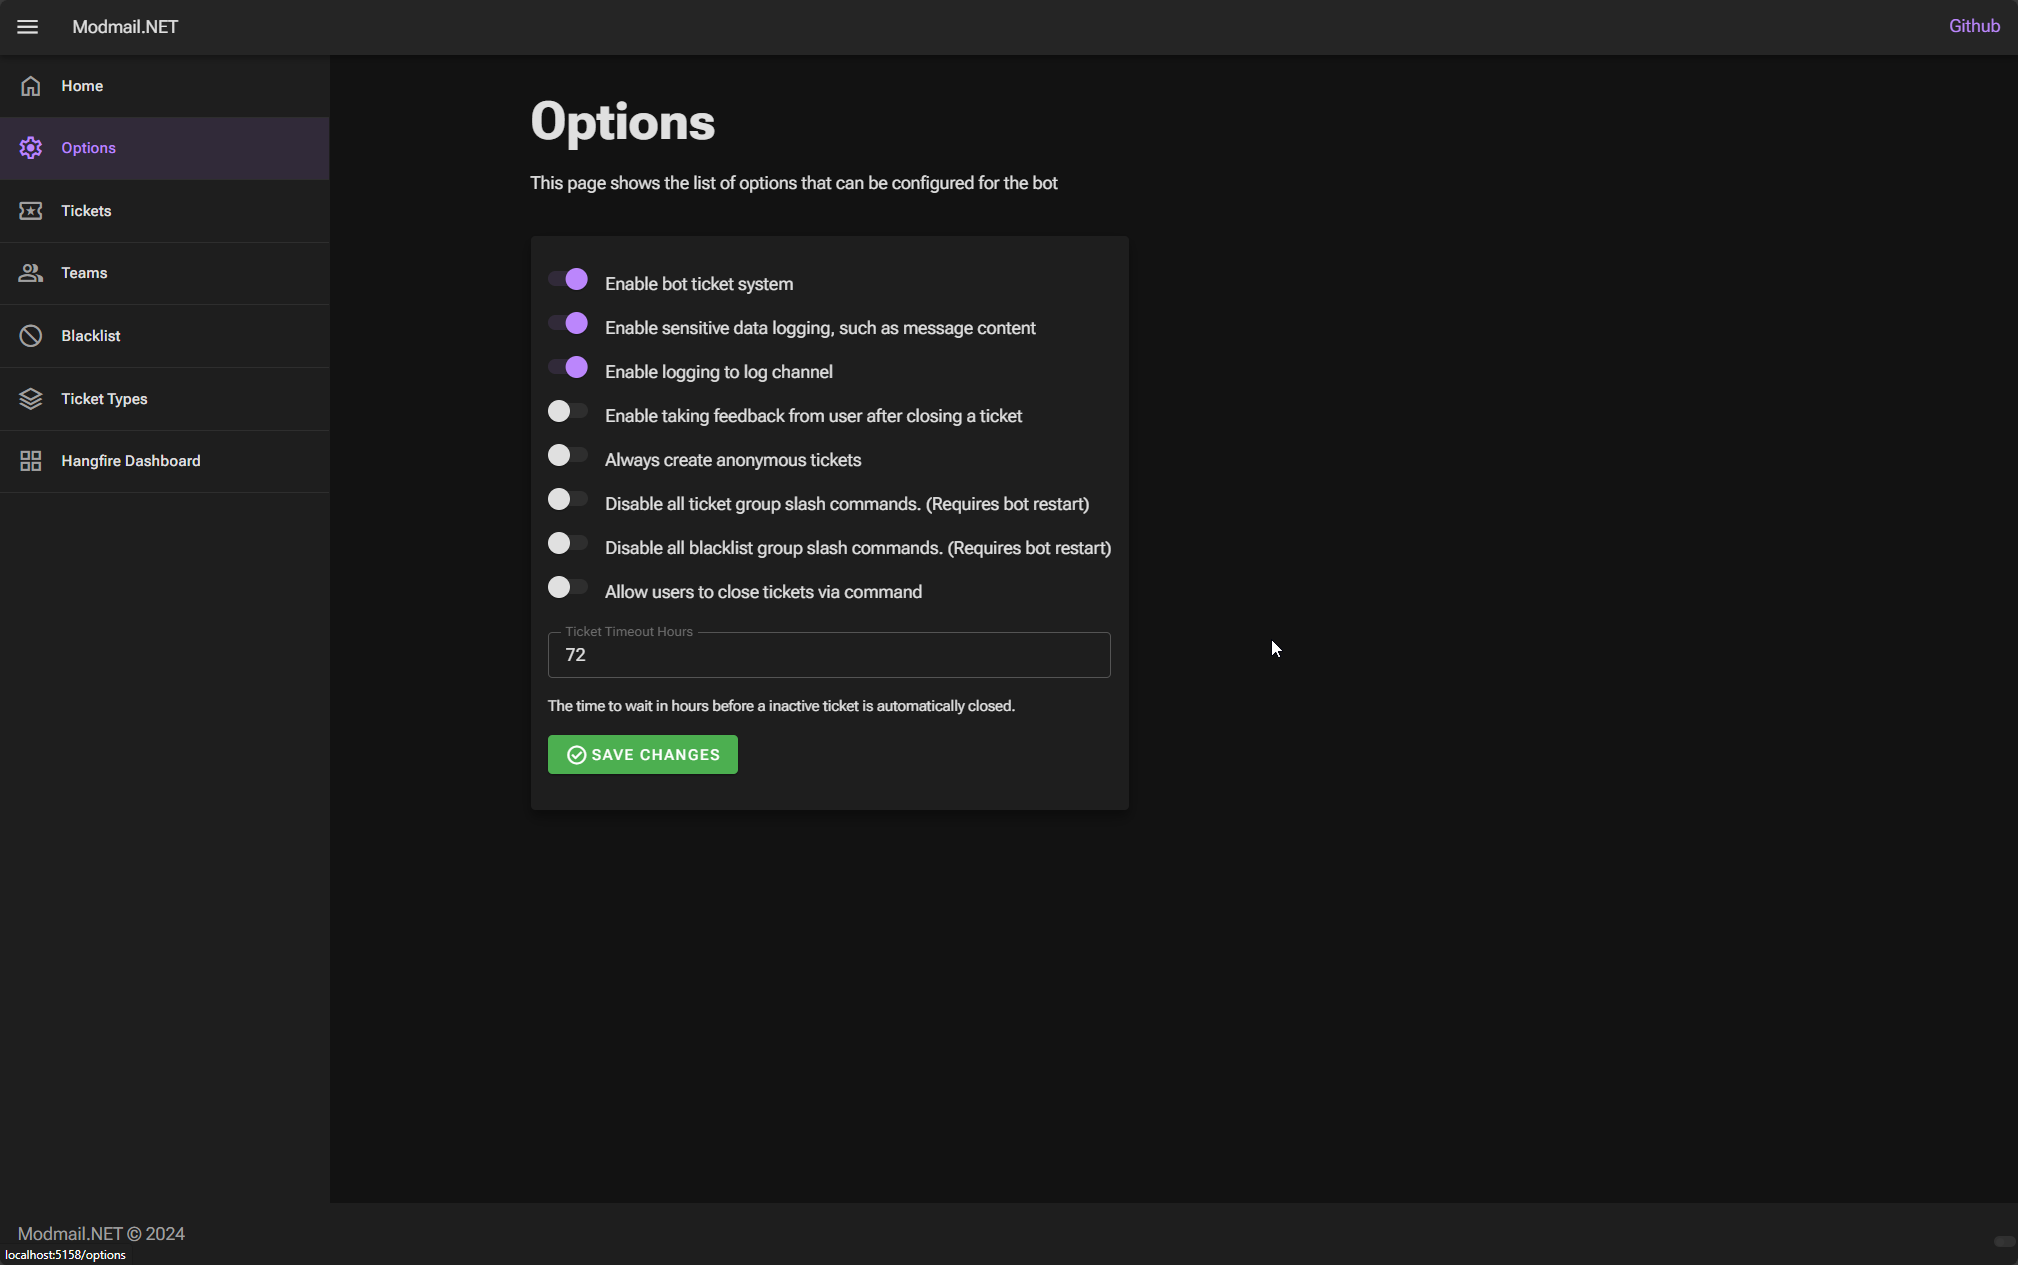 Modmail.NET
Github
Home
Options
Tickets
Teams
Blacklist
Ticket Types
Hangfire Dashboard
Options
This page shows the list of options that can be configured for the bot
Enable bot ticket system
Enable sensitive data logging, such as message content
Enable logging to log channel
Enable taking feedback from user after closing a ticket
Always create anonymous tickets
Disable all ticket group slash commands. (Requires bot restart)
Disable all blacklist group slash commands. (Requires bot restart)
Allow users to close tickets via command
Ticket Timeout Hours
72
The time to wait in hours before a inactive ticket is automatically closed.
SAVE CHANGES
Modmail.NET © 2024
localhost:5158/options